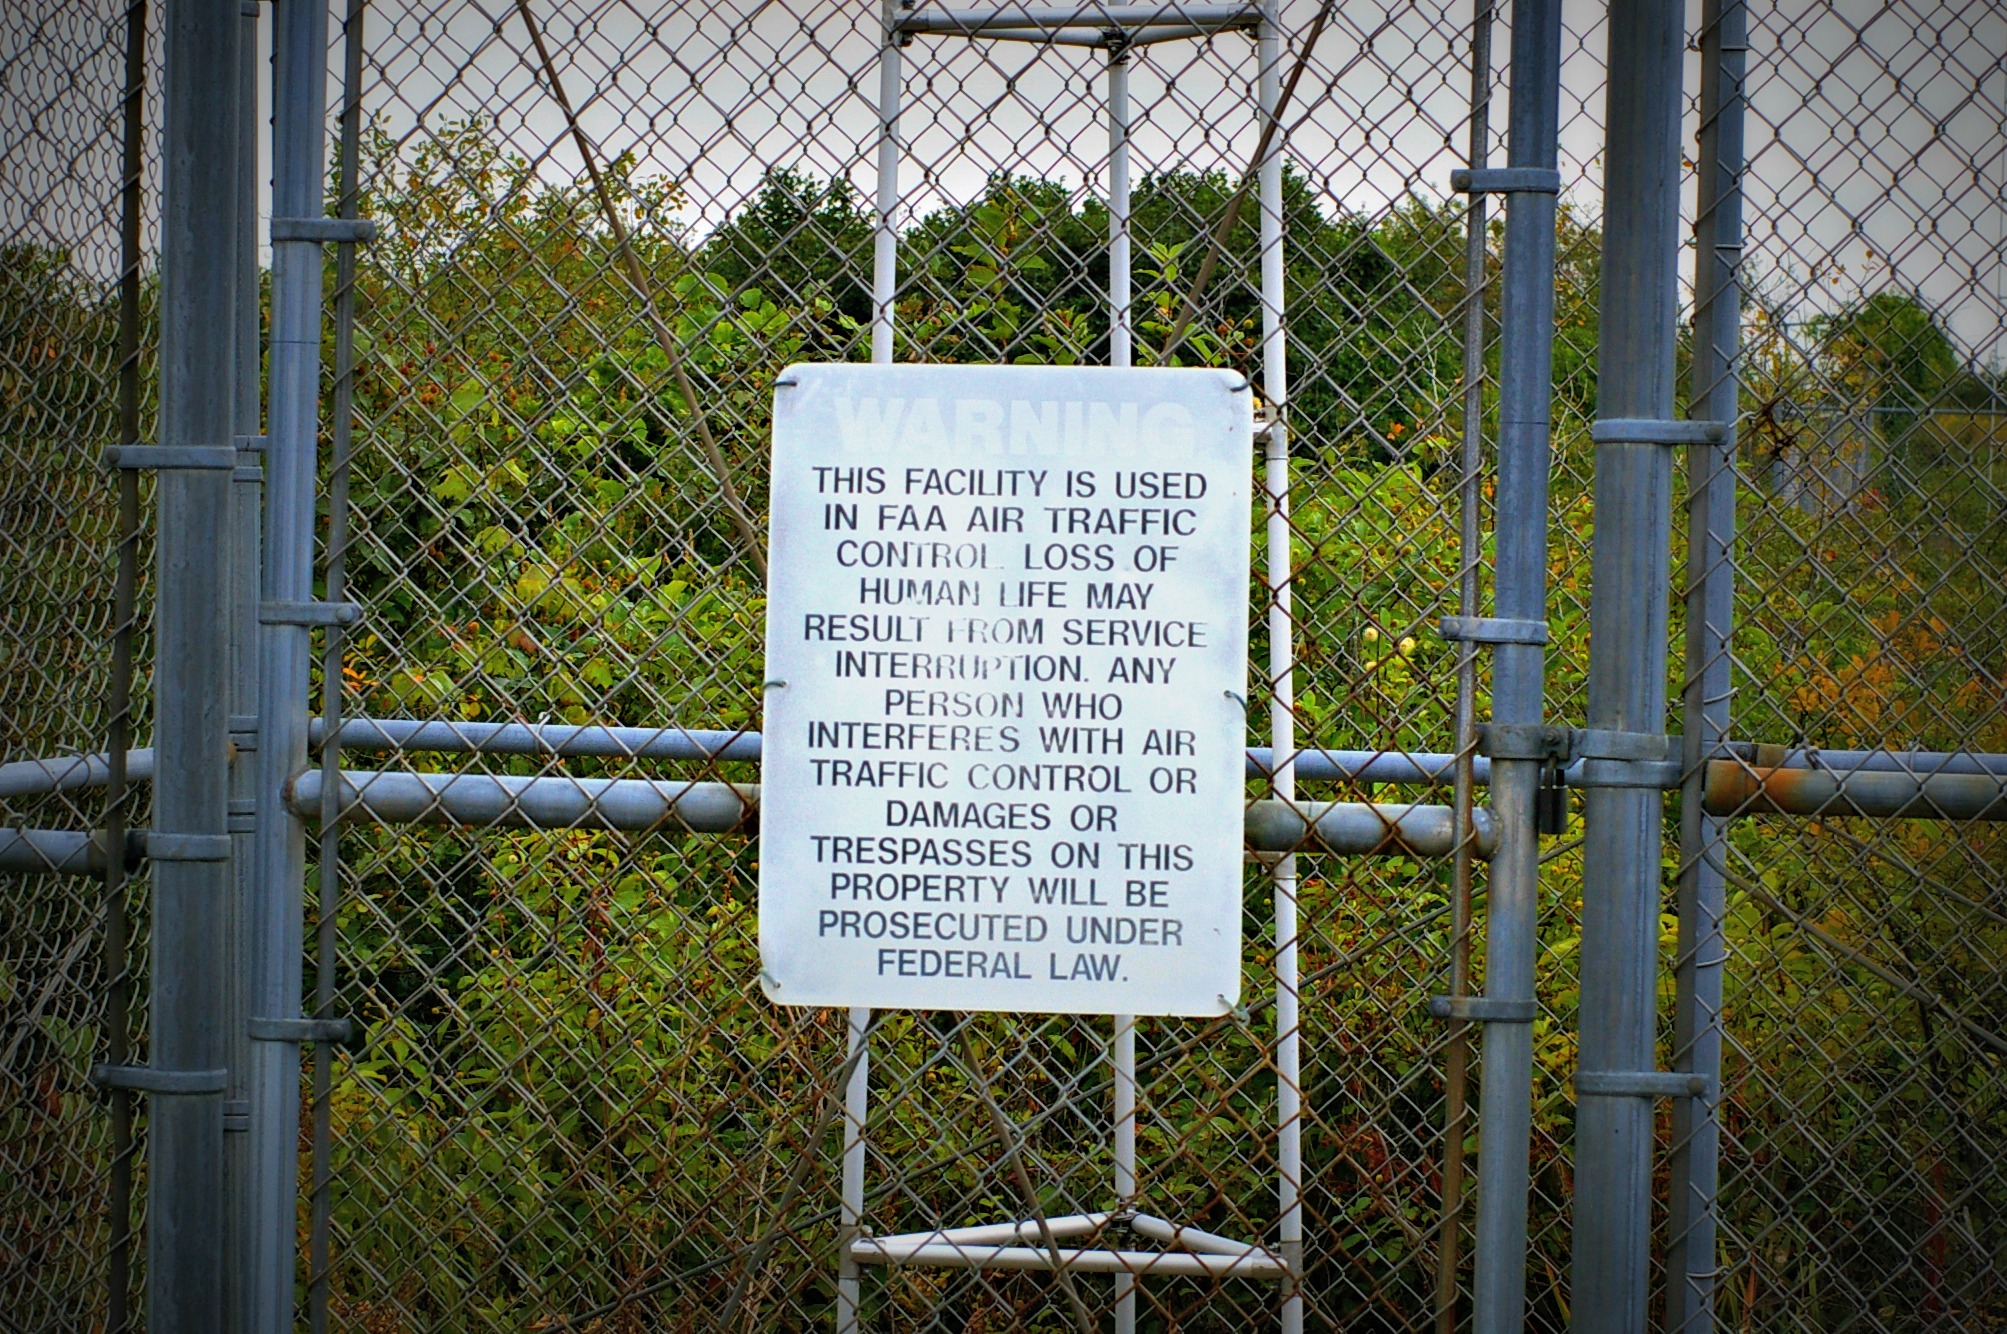 WARNING
THIS FACILITY IS USED
IN FAA AIR TRAFFIC
CONTROL. LOSS OF
HUMAN LIFE MAY
RESULT FROM SERVICE
INTERRUPTION. ANY
PERSON WHO
INTERFERES WITH AIR
TRAFFIC CONTROL OR
DAMAGES OR
TRESPASSES ON THIS
PROPERTY WILL BE
PROSECUTED UNDER
FEDERAL LAW.